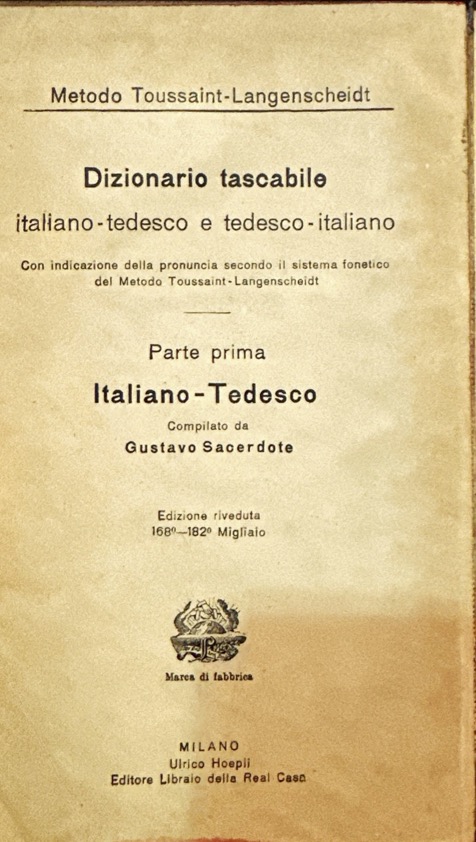 Metodo Toussaint-Langenscheidt
Dizionario tascabile
italiano-tedesco e tedesco-italiano
Con indicazione della pronuncia secondo il sistema fonetico
del Metodo Toussaint-Langenscheidt
Parte prima
Italiano-Tedesco
Compilato da
Gustavo Sacerdote
Edizione riveduta
168º—182º Migliaio
Marca di fabbrica
MILANO
Ulrico Hoepli
Editore Libraio della Real Casa